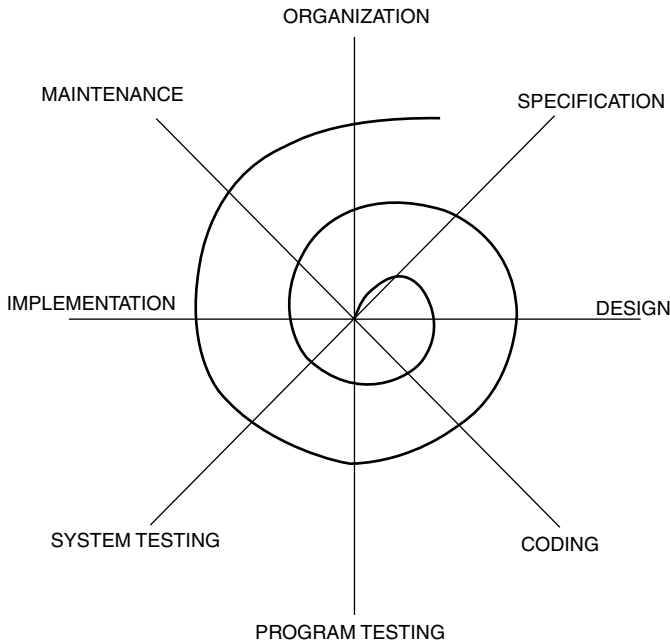 ORGANIZATION
MAINTENANCE
SPECIFICATION
IMPLEMENTATION
DESIGN
SYSTEM TESTING
CODING
PROGRAM TESTING